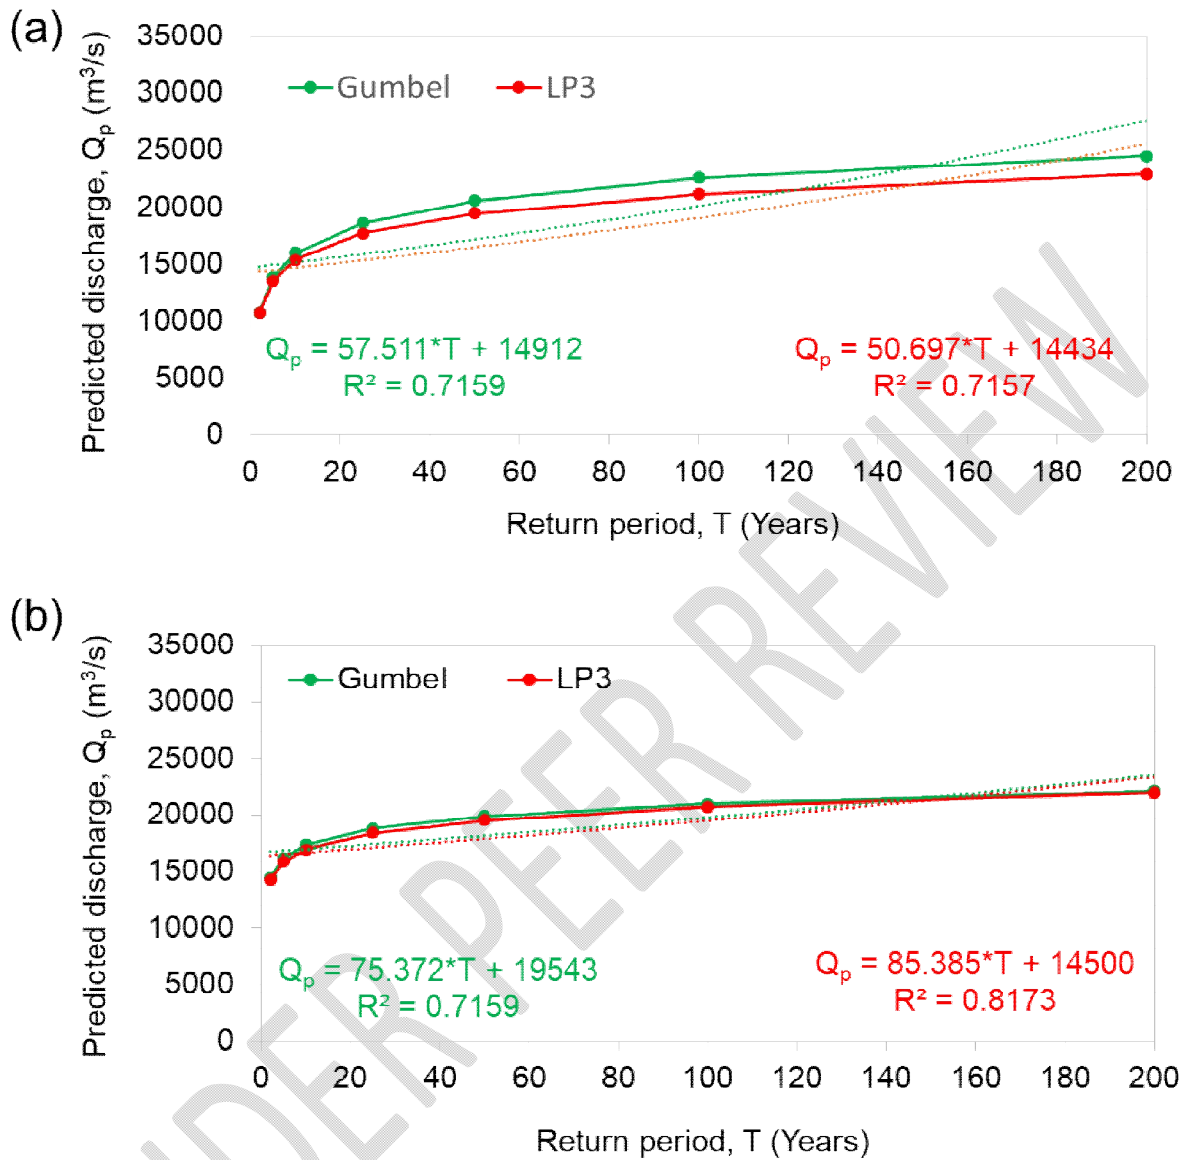 (a)
Predicted discharge, Qₚ (m³/s)
35000
30000
25000
20000
15000
10000
5000
0
Gumbel
LP3
Qₚ = 57.511*T + 14912
R² = 0.7159
Qₚ = 50.697*T + 14434
R² = 0.7157
0 20 40 60 80 100 120 140 160 180 200
Return period, T (Years)
(b)
Predicted discharge, Qₚ (m³/s)
35000
30000
25000
20000
15000
10000
5000
0
Gumbel
LP3
Qₚ = 75.372*T + 19543
R² = 0.7159
Qₚ = 85.385*T + 14500
R² = 0.8173
0 20 40 60 80 100 120 140 160 180 200
Return period, T (Years)
UNDER PEER REVIEW